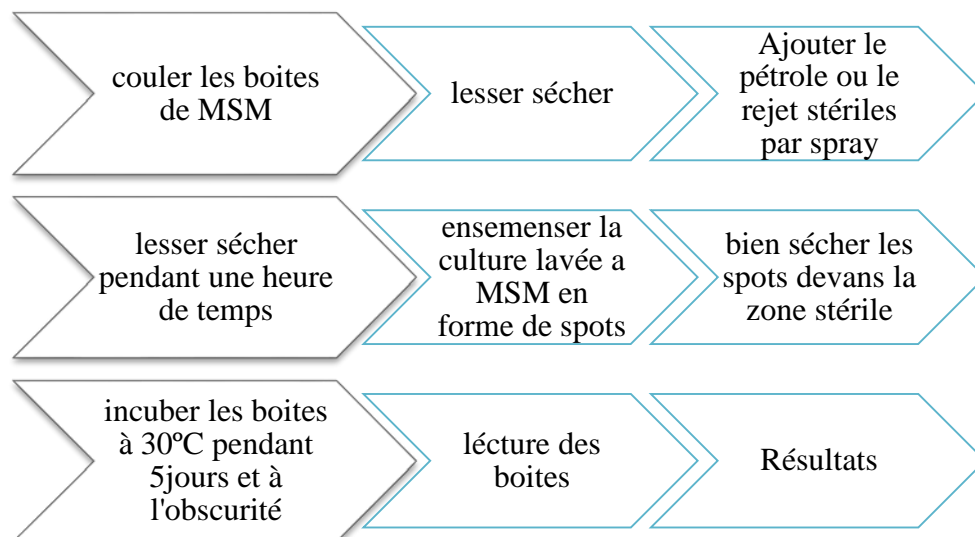 couler les boites
de MSM
lesser sécher
Ajouter le
pétrole ou le
rejet stériles
par spray
lesser sécher
pendant une heure
de temps
ensemenser la
culture lavée a
MSM en
forme de spots
bien sécher les
spots devans la
zone stérile
incuber les boites
à 30ºC pendant
5jours et à
l'obscurité
lécture des
boites
Résultats